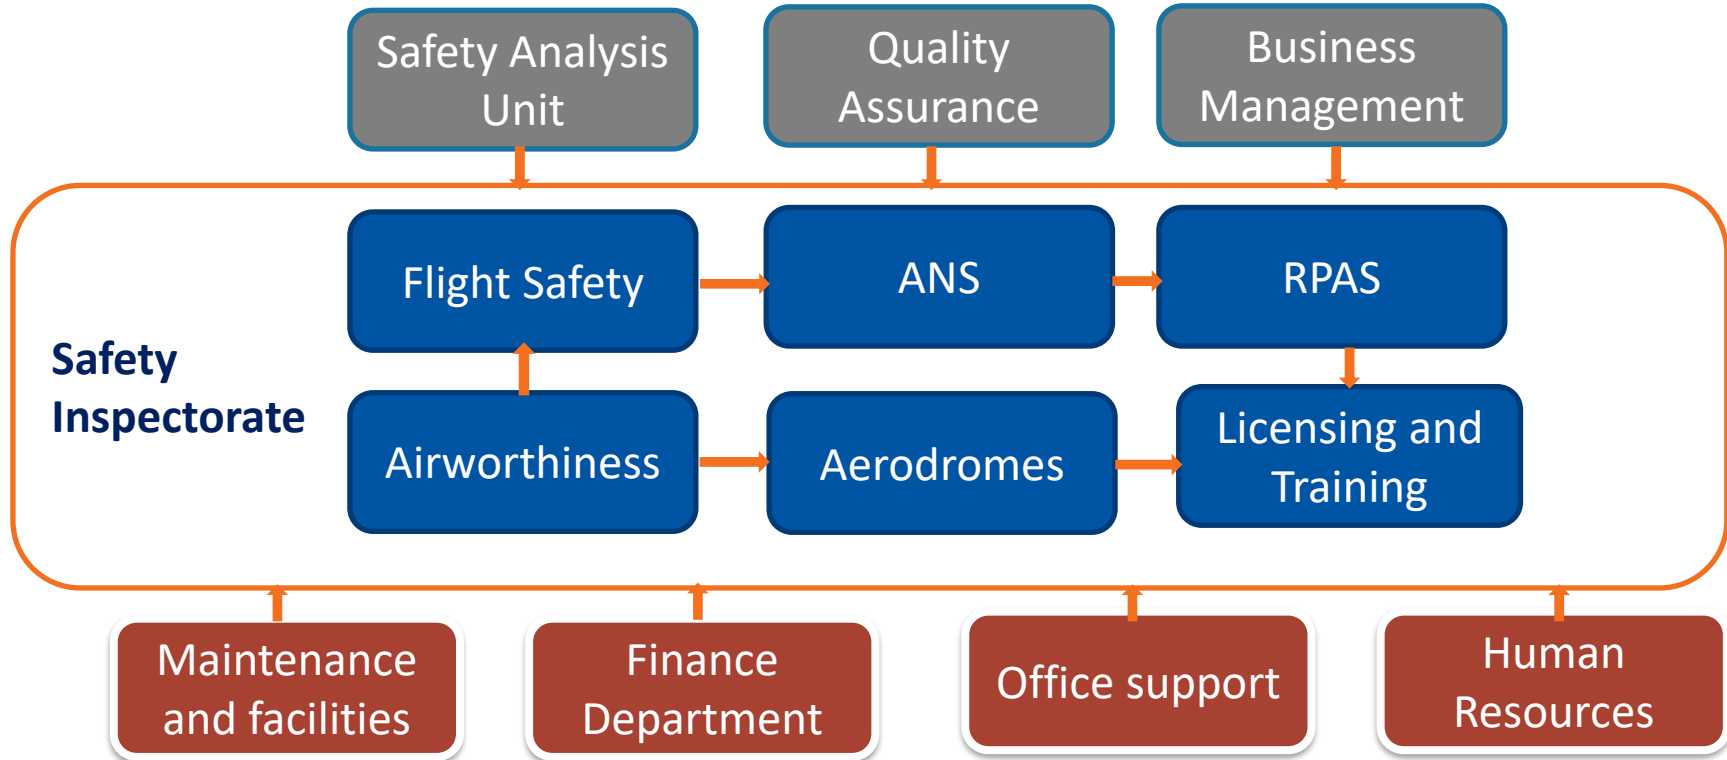 Safety Analysis
Unit
Quality
Assurance
Business
Management
Flight Safety
ANS
RPAS
Safety
Inspectorate
Airworthiness
Aerodromes
Licensing and
Training
Maintenance
and facilities
Finance
Department
Office support
Human
Resources